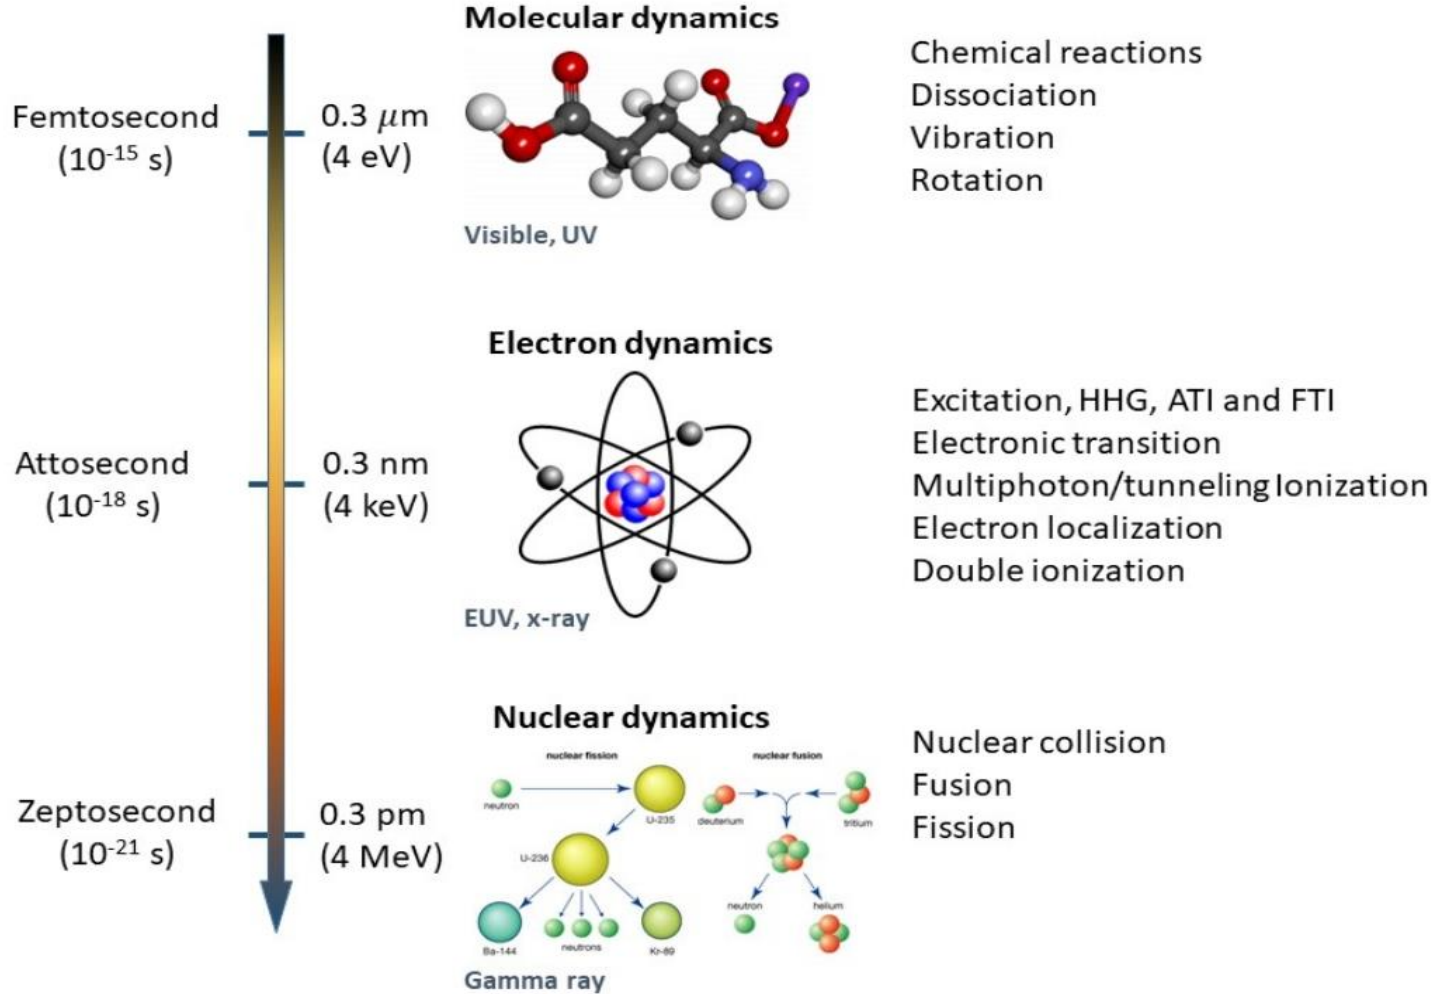 Molecular dynamics
Femtosecond
(10⁻¹⁵ s)
0.3 μm
(4 eV)
Visible, UV
Chemical reactions
Dissociation
Vibration
Rotation
Electron dynamics
Attosecond
(10⁻¹⁸ s)
0.3 nm
(4 keV)
EUV, x-ray
Excitation, HHG, ATI and FTI
Electronic transition
Multiphoton/tunneling Ionization
Electron localization
Double ionization
Nuclear dynamics
Zeptosecond
(10⁻²¹ s)
0.3 pm
(4 MeV)
nuclear fission
neutron
U-235
U-236
Ba-144
neutrons
Kr-89
nuclear fusion
deuterium
tritium
neutron
helium
Gamma ray
Nuclear collision
Fusion
Fission